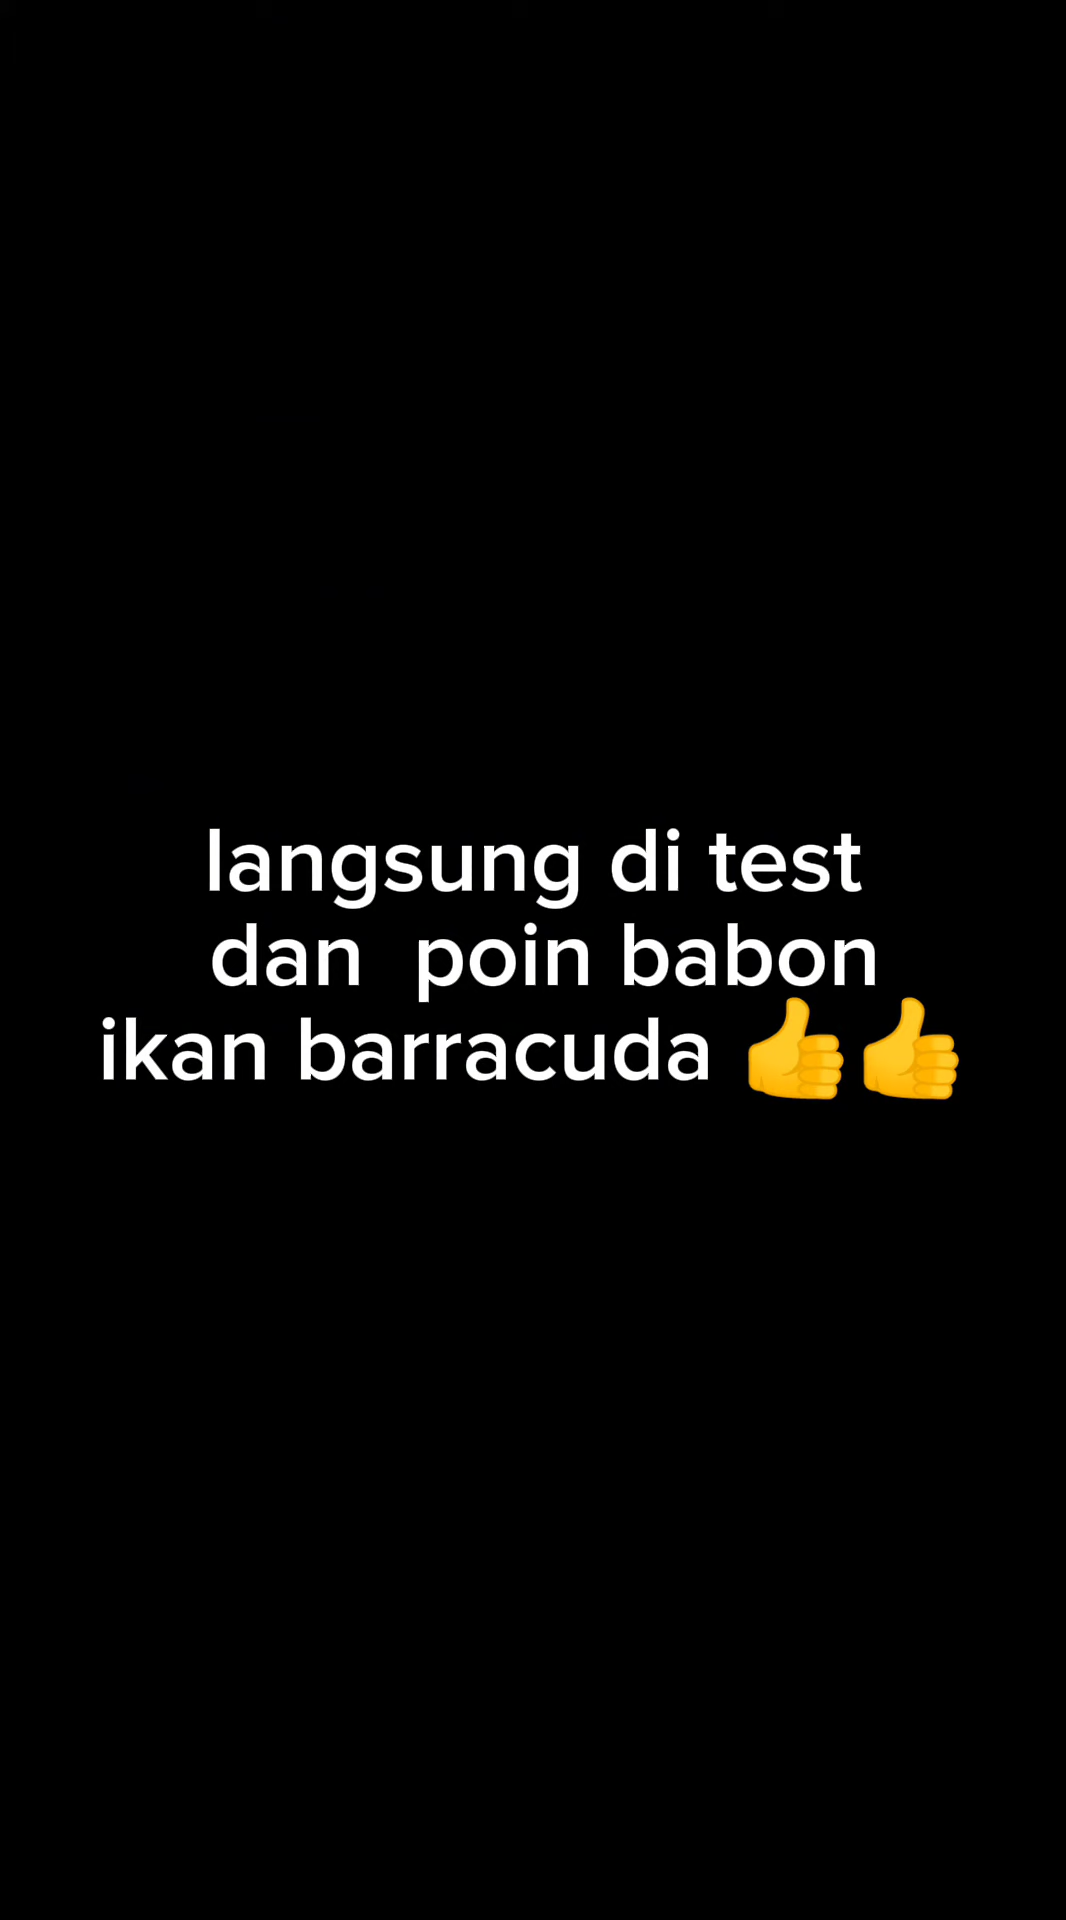 langsung di test
dan  poin babon
ikan barracuda 👍👍